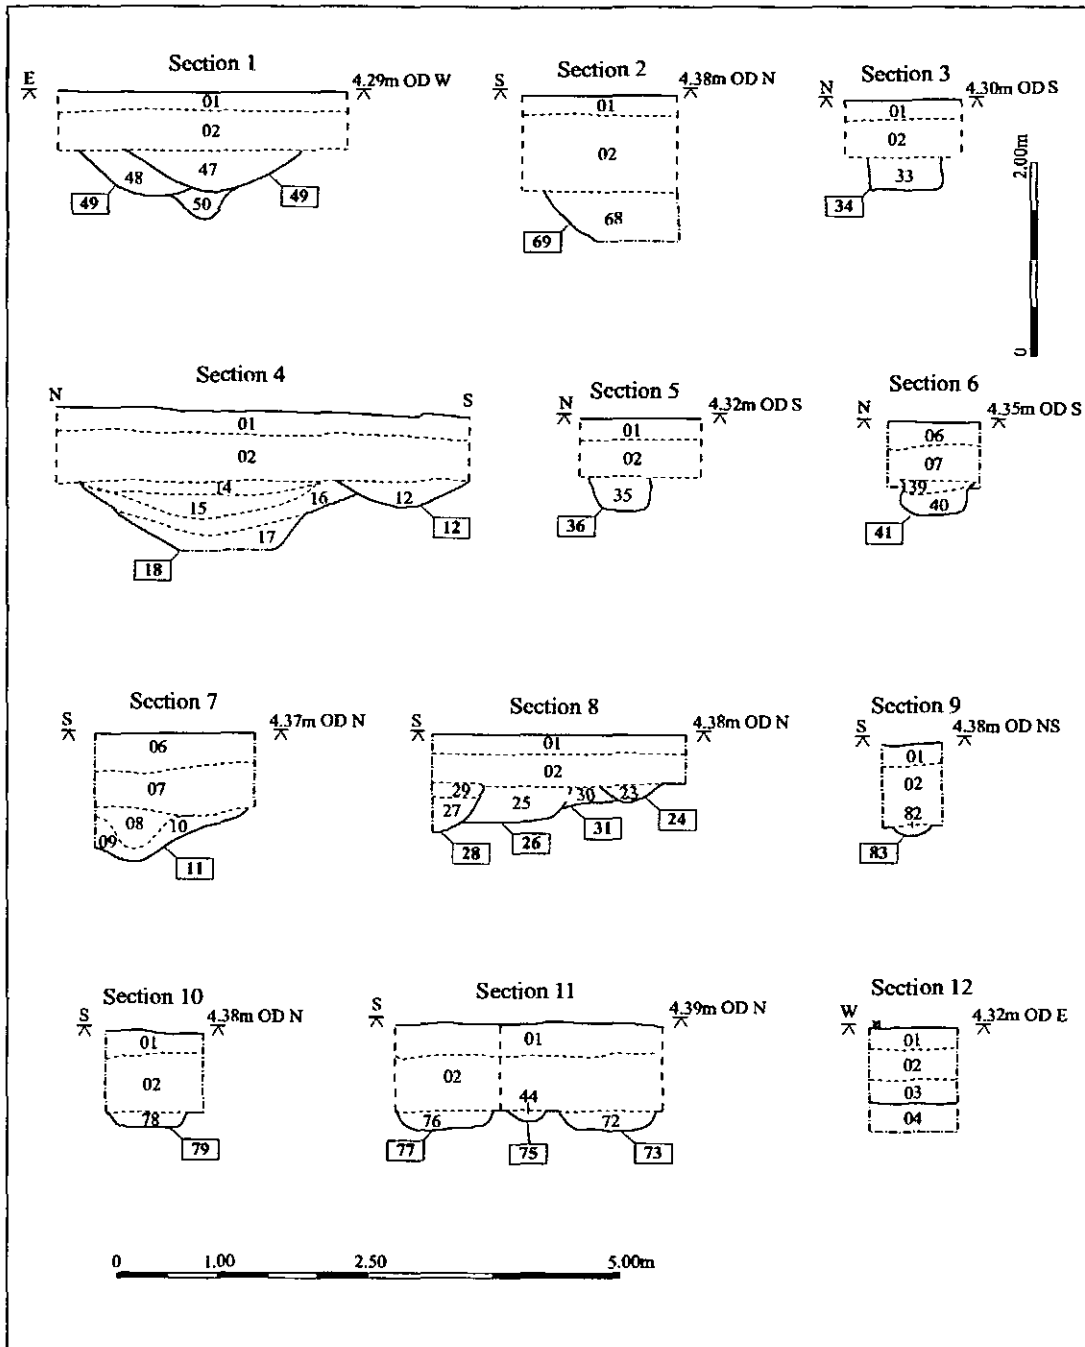 Section 1
E
4.29m OD W
01
02
47
48
49
49
50
Section 2
S
4.38m OD N
01
02
68
69
Section 3
N
4.30m OD S
01
02
33
34
2.00m
0
Section 4
N
S
01
02
14
15
16
12
17
12
18
Section 5
N
4.32m OD S
01
02
35
36
Section 6
N
4.35m OD S
06
07
139
40
41
Section 7
S
4.37m OD N
06
07
08
10
09
11
Section 8
S
4.38m OD N
01
02
29
27
25
30
23
24
31
26
28
Section 9
S
4.38m OD NS
01
02
82
83
Section 10
S
4.38m OD N
01
02
78
79
Section 11
S
4.39m OD N
01
02
44
76
72
77
75
73
Section 12
W
4.32m OD E
01
02
03
04
0 1.00 2.50 5.00m